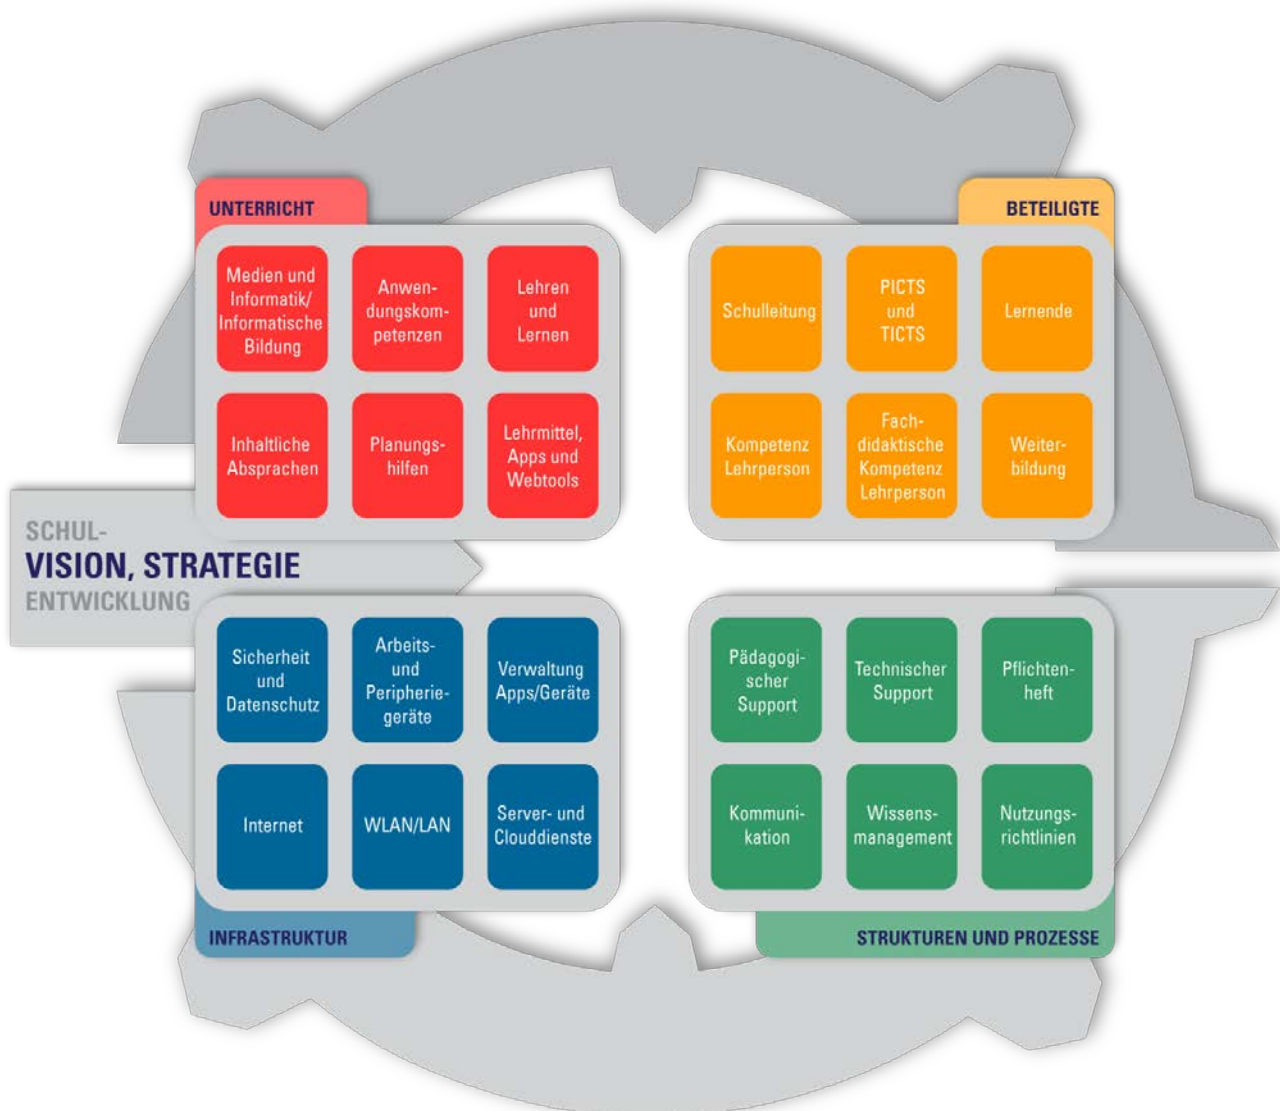 UNTERRICHT
Medien und
Informatik/
Informatische
Bildung
Anwen-
dungskom-
petenzen
Lehren
und
Lernen
Inhaltliche
Absprachen
Planungs-
hilfen
Lehrmittel,
Apps und
Webtools
BETEILIGTE
Schulleitung
PICTS
und
TICTS
Lernende
Kompetenz
Lehrperson
Fach-
didaktische
Kompetenz
Lehrperson
Weiter-
bildung
SCHUL-
VISION, STRATEGIE
ENTWICKLUNG
Sicherheit
und
Datenschutz
Arbeits-
und
Peripherie-
geräte
Verwaltung
Apps/Geräte
Internet
WLAN/LAN
Server- und
Clouddienste
INFRASTRUKTUR
Pädagogi-
scher
Support
Technischer
Support
Pflichten-
heft
Kommuni-
kation
Wissens-
management
Nutzungs-
richtlinien
STRUKTUREN UND PROZESSE